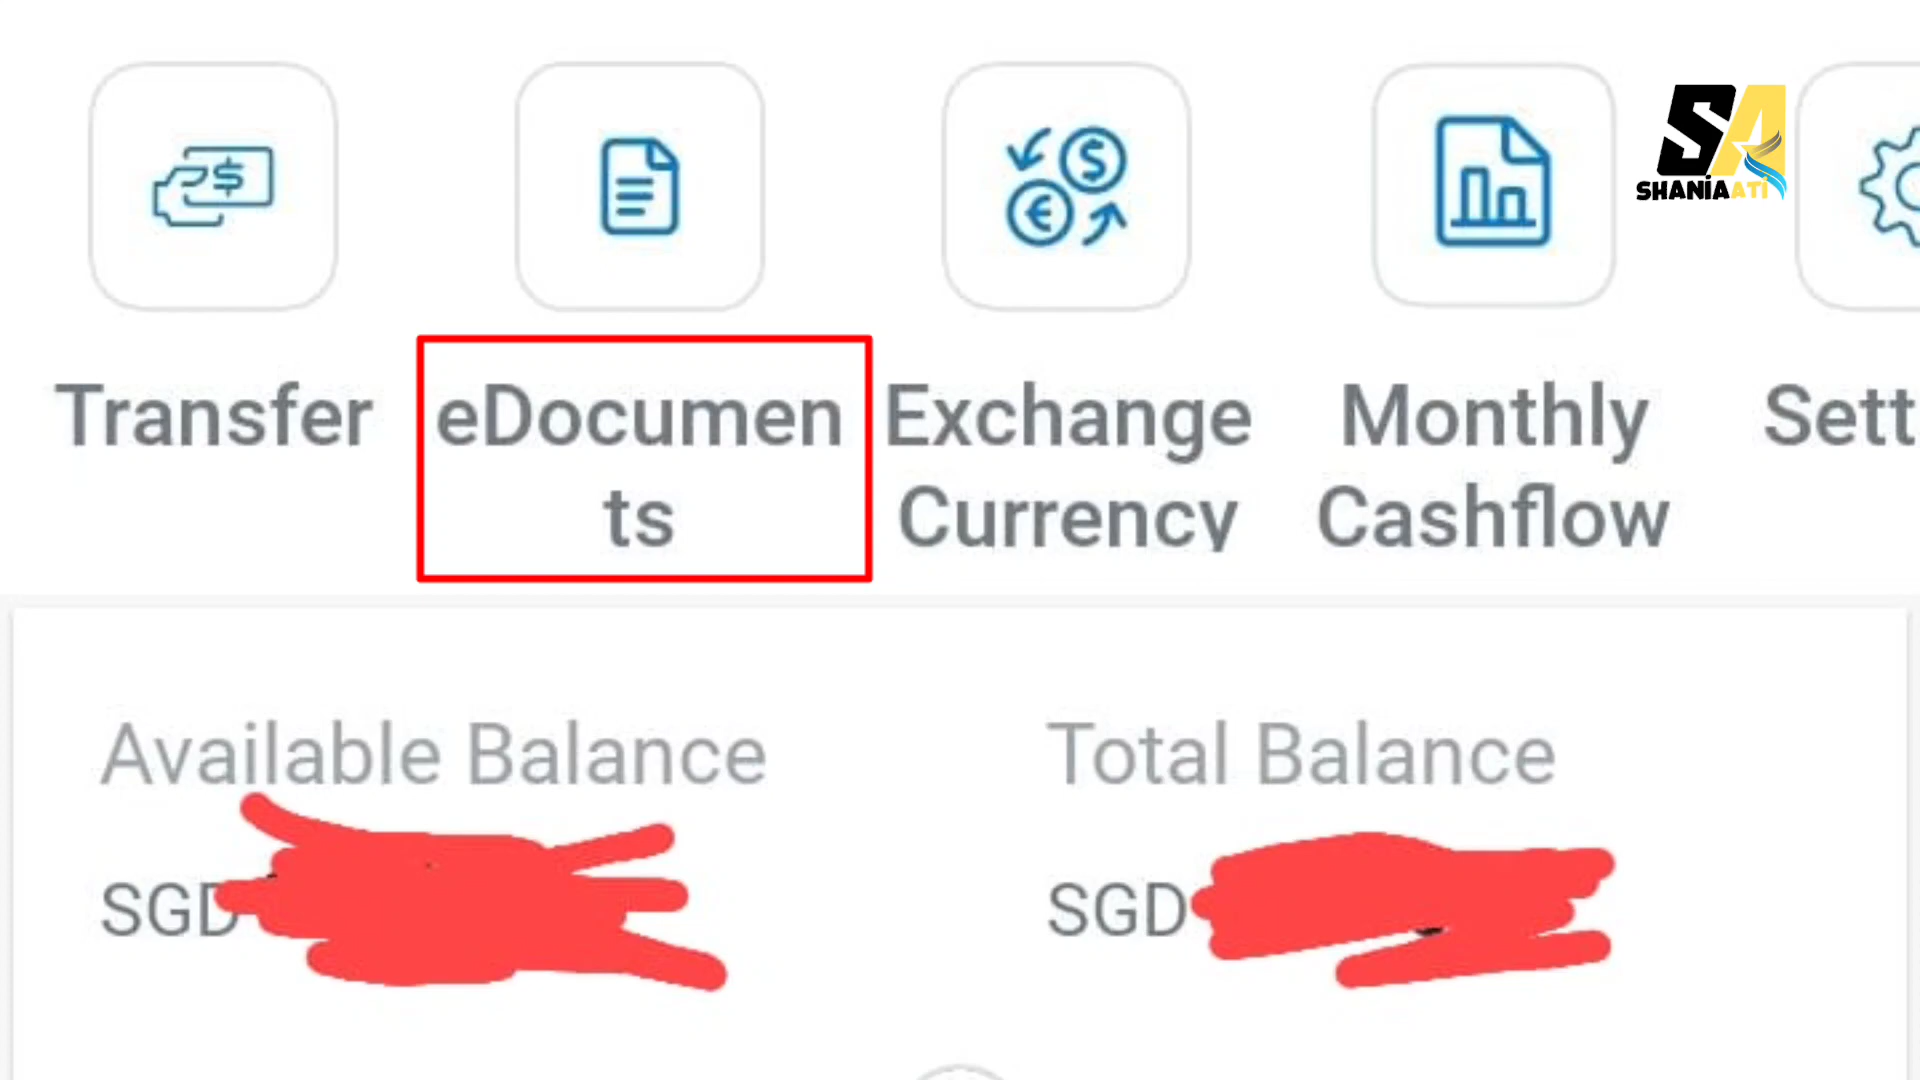 SA
SHANIAATI
Transfer
eDocumen
ts
Exchange
Currency
Monthly
Cashflow
Sett
Available Balance
Total Balance
SGD
SGD